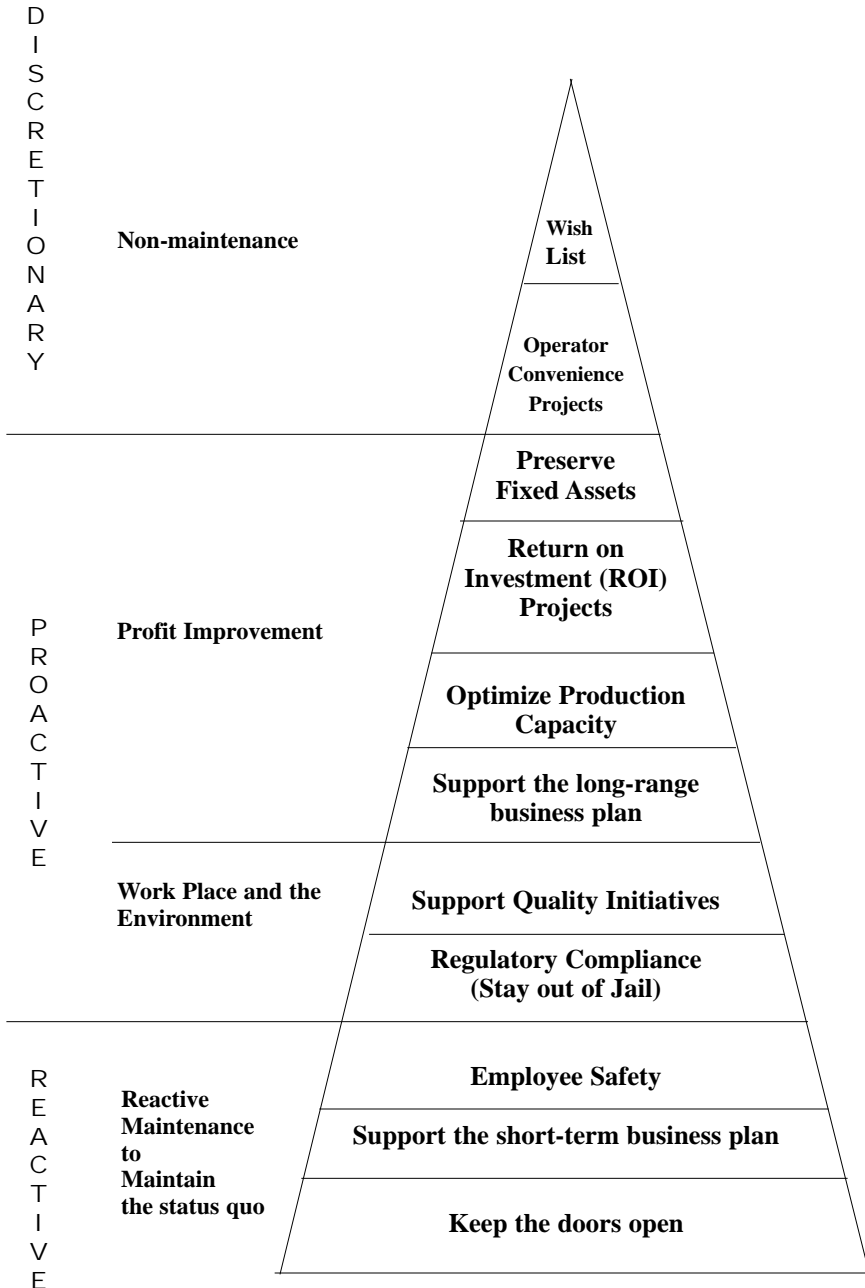 DISCRETIONARY
Non-maintenance
Wish
List
Operator
Convenience
Projects
PROACTIVE
Profit Improvement
Preserve
Fixed Assets
Return on
Investment (ROI)
Projects
Optimize Production
Capacity
Support the long-range
business plan
Work Place and the
Environment
Support Quality Initiatives
Regulatory Compliance
(Stay out of Jail)
REACTIVE
Reactive
Maintenance
to
Maintain
the status quo
Employee Safety
Support the short-term business plan
Keep the doors open